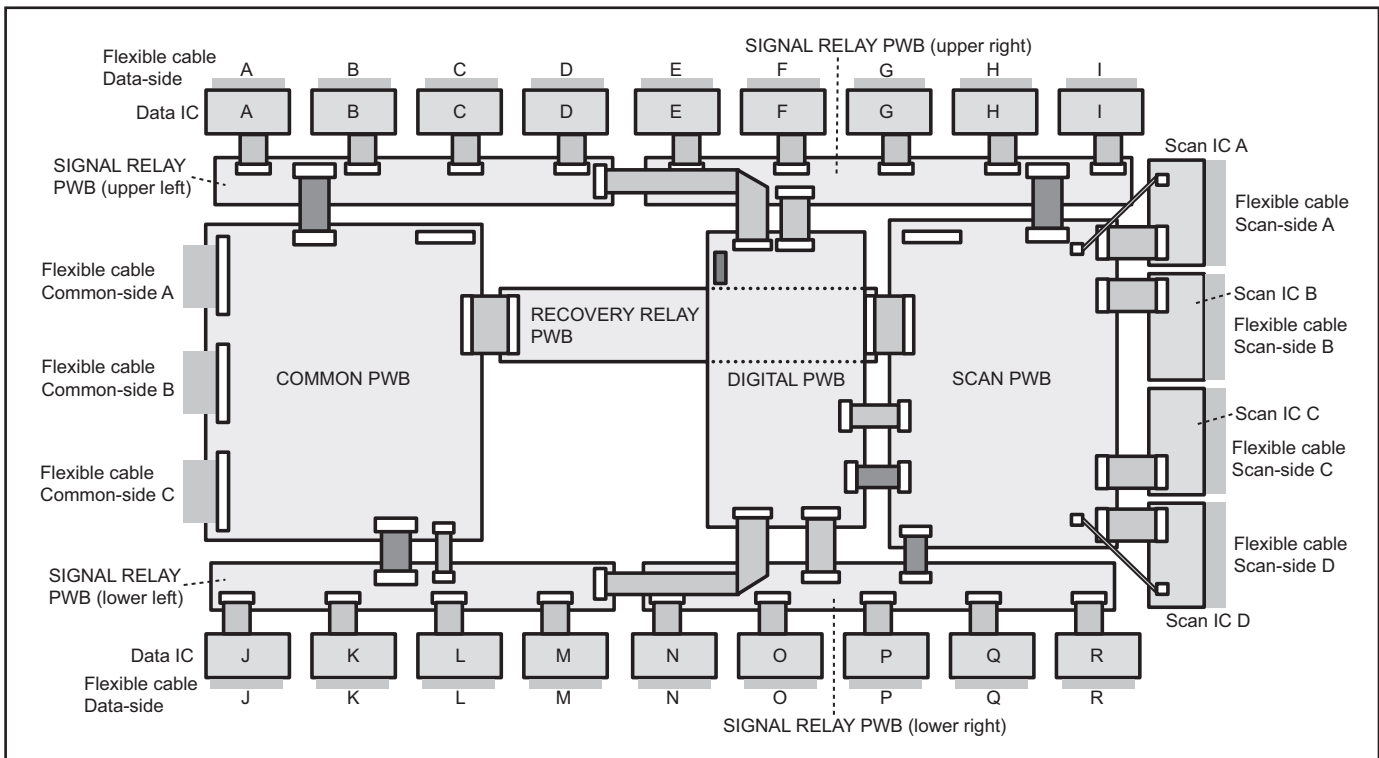 SIGNAL RELAY PWB (upper right)
Flexible cable
Data-side
A B C D E F G H I
Data IC
A B C D E F G H I
SIGNAL RELAY
PWB (upper left)
Scan IC A
Flexible cable
Scan-side A
Flexible cable
Common-side A
Scan IC B
RECOVERY RELAY
PWB
Flexible cable
Scan-side B
Flexible cable
Common-side B
COMMON PWB
DIGITAL PWB
SCAN PWB
Scan IC C
Flexible cable
Scan-side C
Flexible cable
Common-side C
Flexible cable
Scan-side D
SIGNAL RELAY
PWB (lower left)
Scan IC D
Data IC
J K L M N O P Q R
Flexible cable
Data-side
J K L M N O P Q R
SIGNAL RELAY PWB (lower right)